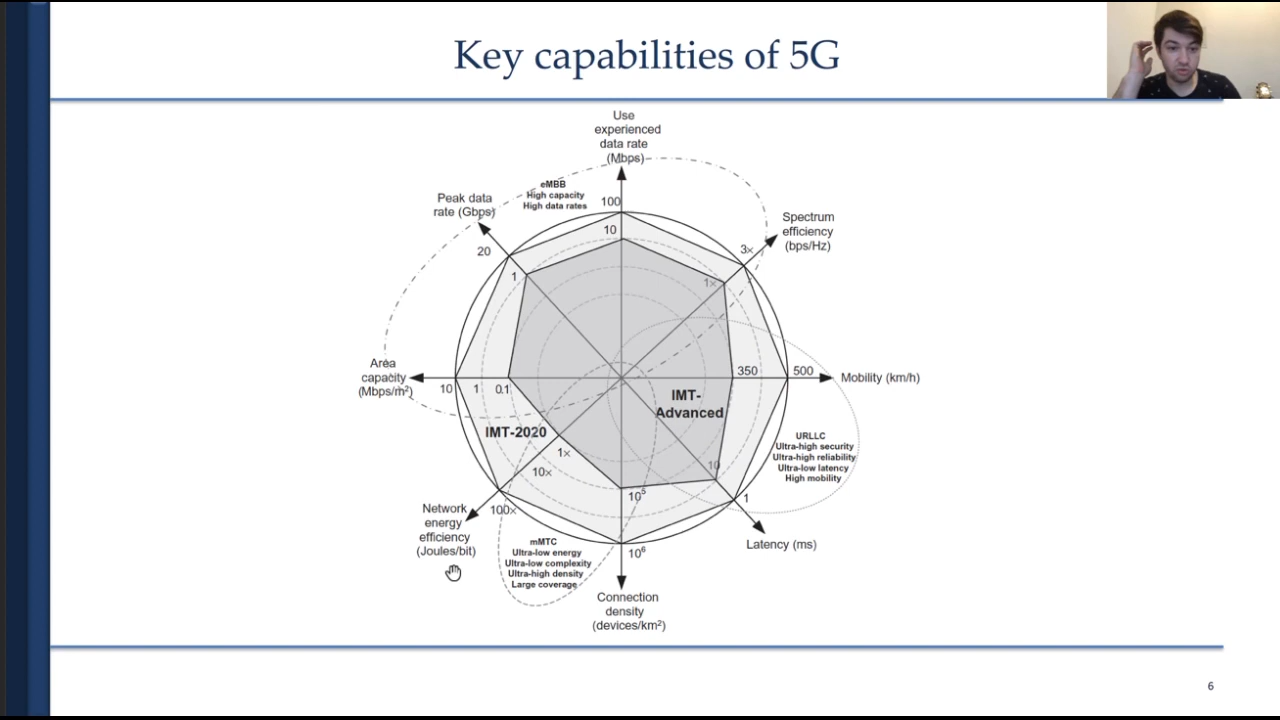 Key capabilities of 5G
Use
experienced
data rate
(Mbps)
eMBB
High capacity
High data rates
Peak data
rate (Gbps)
100
10
20
1
Spectrum
efficiency
(bps/Hz)
3×
1×
Area
capacity
(Mbps/m²)
10
1
0.1
350
500
Mobility (km/h)
IMT-
Advanced
IMT-2020
URLLC
Ultra-high security
Ultra-high reliability
Ultra-low latency
High mobility
1×
10×
100×
10
1
Latency (ms)
10⁵
10⁶
Network
energy
efficiency
(Joules/bit)
mMTC
Ultra-low energy
Ultra-low complexity
Ultra-high density
Large coverage
Connection
density
(devices/km²)
6